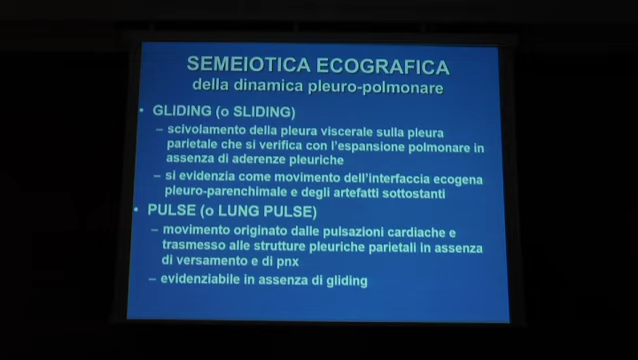 SEMEIOTICA ECOGRAFICA
della dinamica pleuro-polmonare
• GLIDING (o SLIDING)
– scivolamento della pleura viscerale sulla pleura
parietale che si verifica con l'espansione polmonare in
assenza di aderenze pleuriche
– si evidenzia come movimento dell'interfaccia ecogena
pleuro-parenchimale e degli artefatti sottostanti
• PULSE (o LUNG PULSE)
– movimento originato dalle pulsazioni cardiache e
trasmesso alle strutture pleuriche parietali in assenza
di versamento e di pnx
– evidenziabile in assenza di gliding